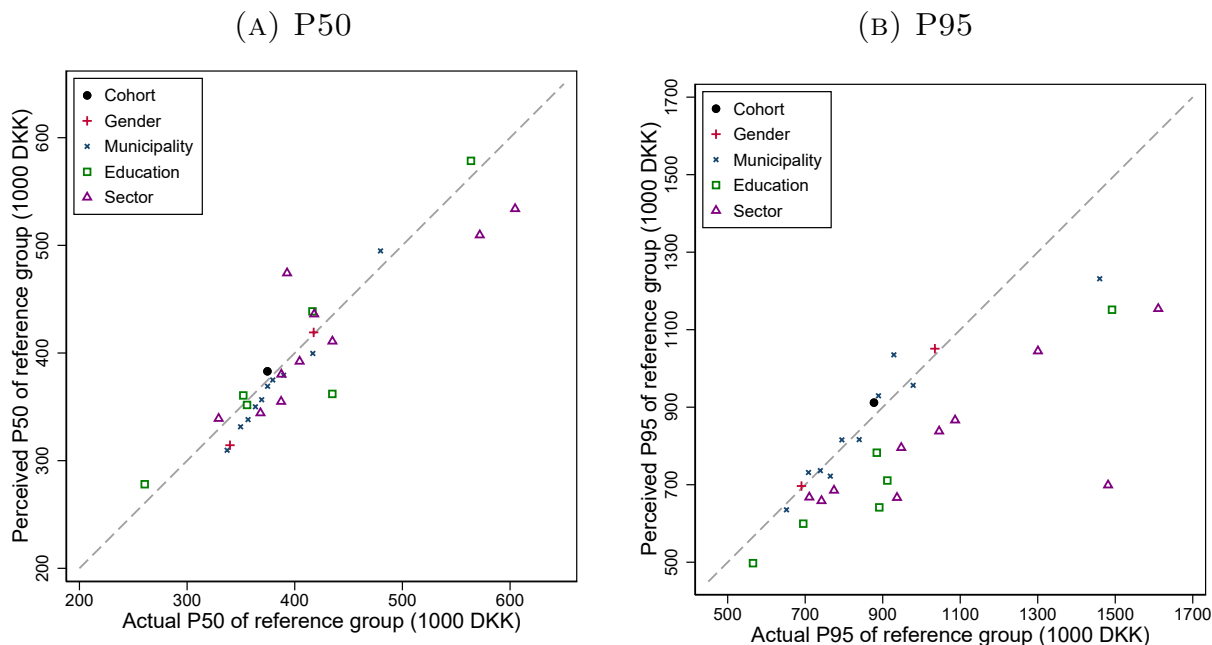 (A) P50
Cohort
Gender
Municipality
Education
Sector
Perceived P50 of reference group (1000 DKK)
600
500
400
300
200
200 300 400 500 600
Actual P50 of reference group (1000 DKK)
(B) P95
Cohort
Gender
Municipality
Education
Sector
Perceived P95 of reference group (1000 DKK)
1700
1500
1300
1100
900
700
500
500 700 900 1100 1300 1500 1700
Actual P95 of reference group (1000 DKK)